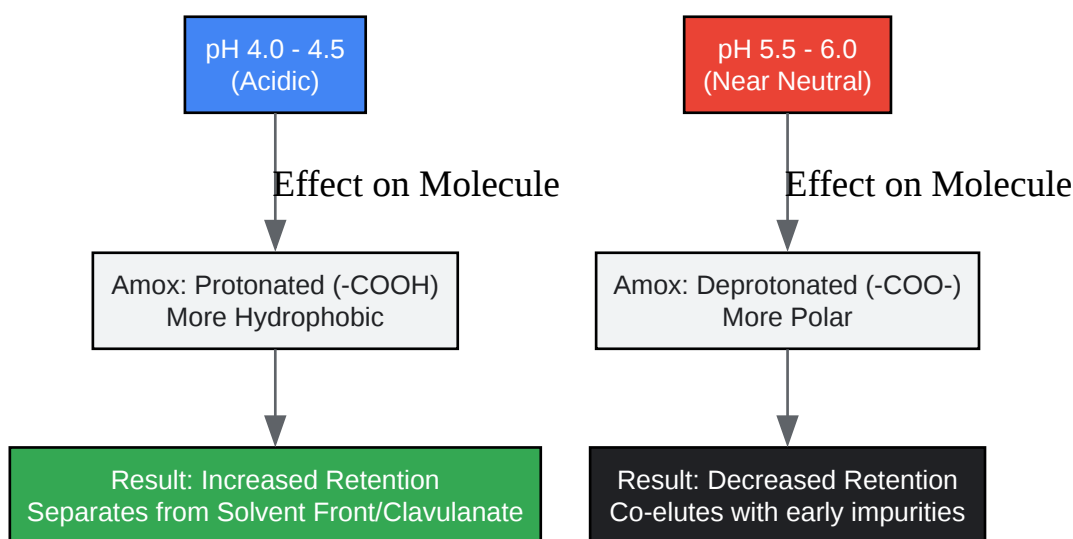 pH 4.0 - 4.5
(Acidic)
pH 5.5 - 6.0
(Near Neutral)
Effect on Molecule
Effect on Molecule
Amox: Protonated (-COOH)
More Hydrophobic
Amox: Deprotonated (-COO-)
More Polar
Result: Increased Retention
Separates from Solvent Front/Clavulanate
Result: Decreased Retention
Co-elutes with early impurities